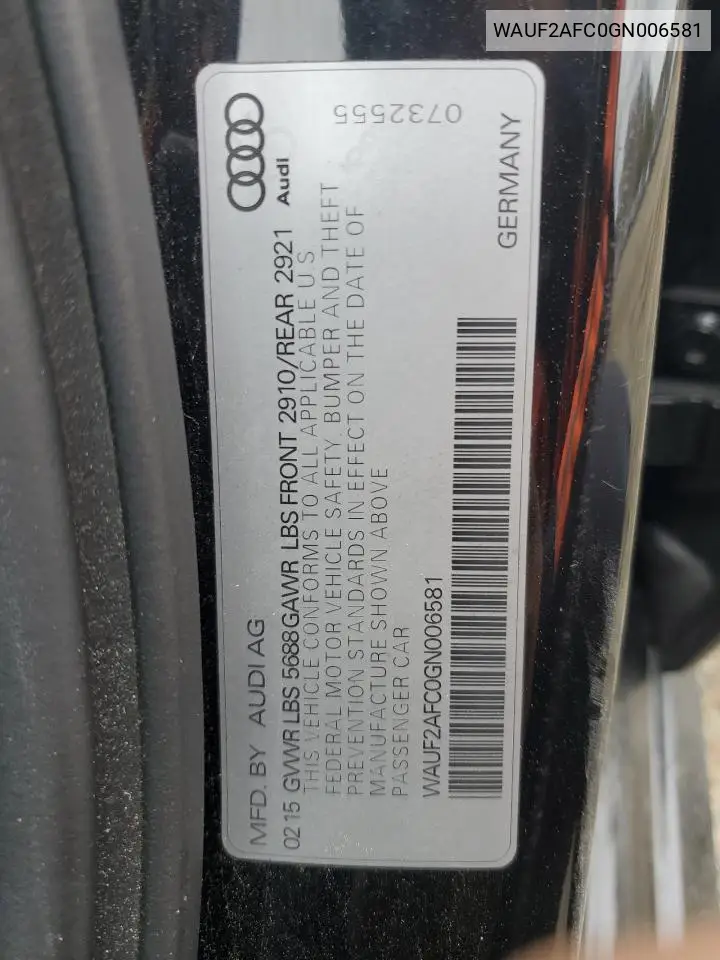 WAUF2AFC0GN006581
MFD. BY AUDI AG
0215 GVWR LBS 5688 GAWR LBS FRONT 2910/REAR 2921
THIS VEHICLE CONFORMS TO ALL APPLICABLE U.S
FEDERAL MOTOR VEHICLE SAFETY, BUMPER AND THEFT
PREVENTION STANDARDS IN EFFECT ON THE DATE OF
MANUFACTURE SHOWN ABOVE
PASSENGER CAR
WAUF2AFC0GN006581
Audi
0732555
GERMANY